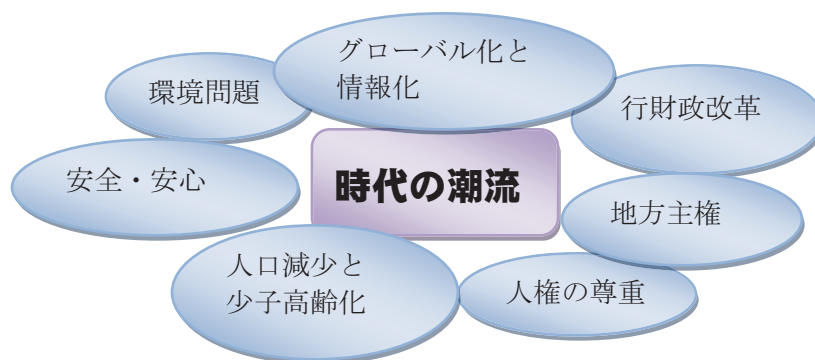 グローバル化と
情報化
環境問題
行財政改革
安全・安心
時代の潮流
地方主権
人口減少と
少子高齢化
人権の尊重